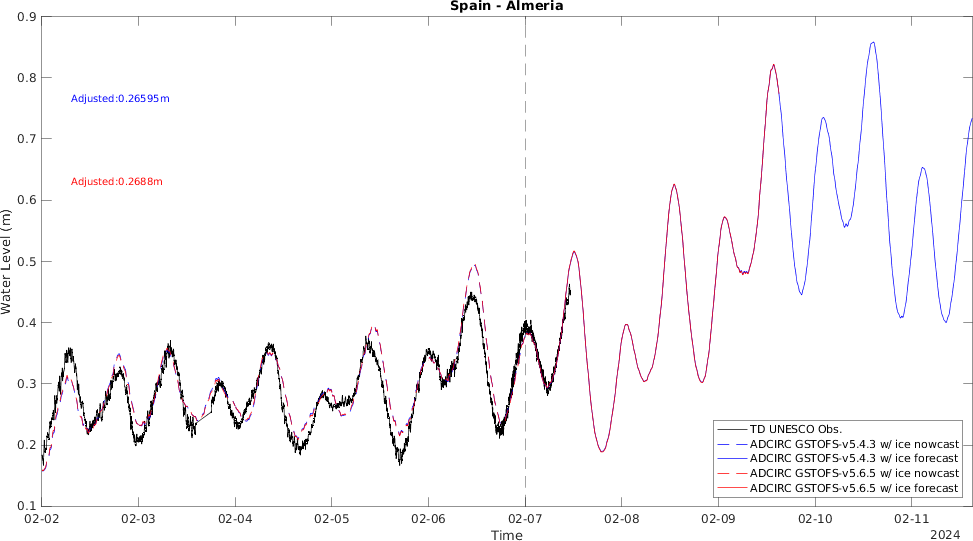 Spain - Almeria
0.9
0.8
0.7
0.6
0.5
0.4
0.3
0.2
0.1
Water Level (m)
Adjusted:0.26595m
Adjusted:0.2688m
TD UNESCO Obs.
ADCIRC GSTOFS-v5.4.3 w/ ice nowcast
ADCIRC GSTOFS-v5.4.3 w/ ice forecast
ADCIRC GSTOFS-v5.6.5 w/ ice nowcast
ADCIRC GSTOFS-v5.6.5 w/ ice forecast
02-02 02-03 02-04 02-05 02-06 02-07 02-08 02-09 02-10 02-11
Time
2024